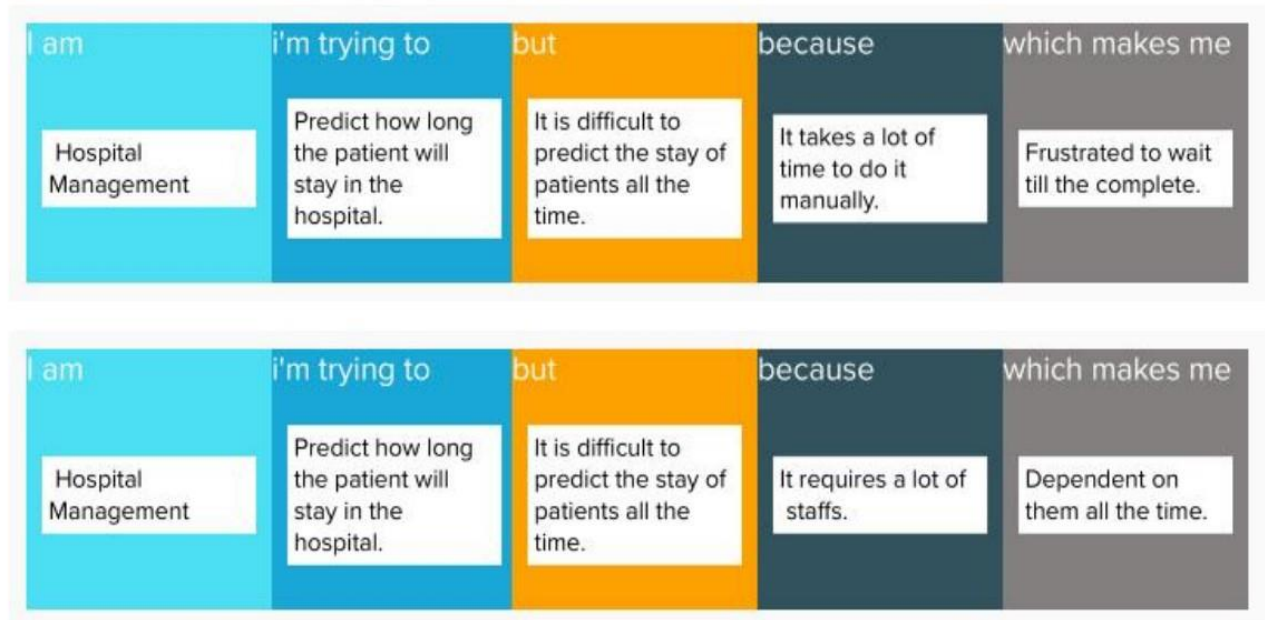 I am
i'm trying to
but
because
which makes me
Hospital
Management
Predict how long
the patient will
stay in the
hospital.
It is difficult to
predict the stay of
patients all the
time.
It takes a lot of
time to do it
manually.
Frustrated to wait
till the complete.
I am
i'm trying to
but
because
which makes me
Hospital
Management
Predict how long
the patient will
stay in the
hospital.
It is difficult to
predict the stay of
patients all the
time.
It requires a lot of
staffs.
Dependent on
them all the time.